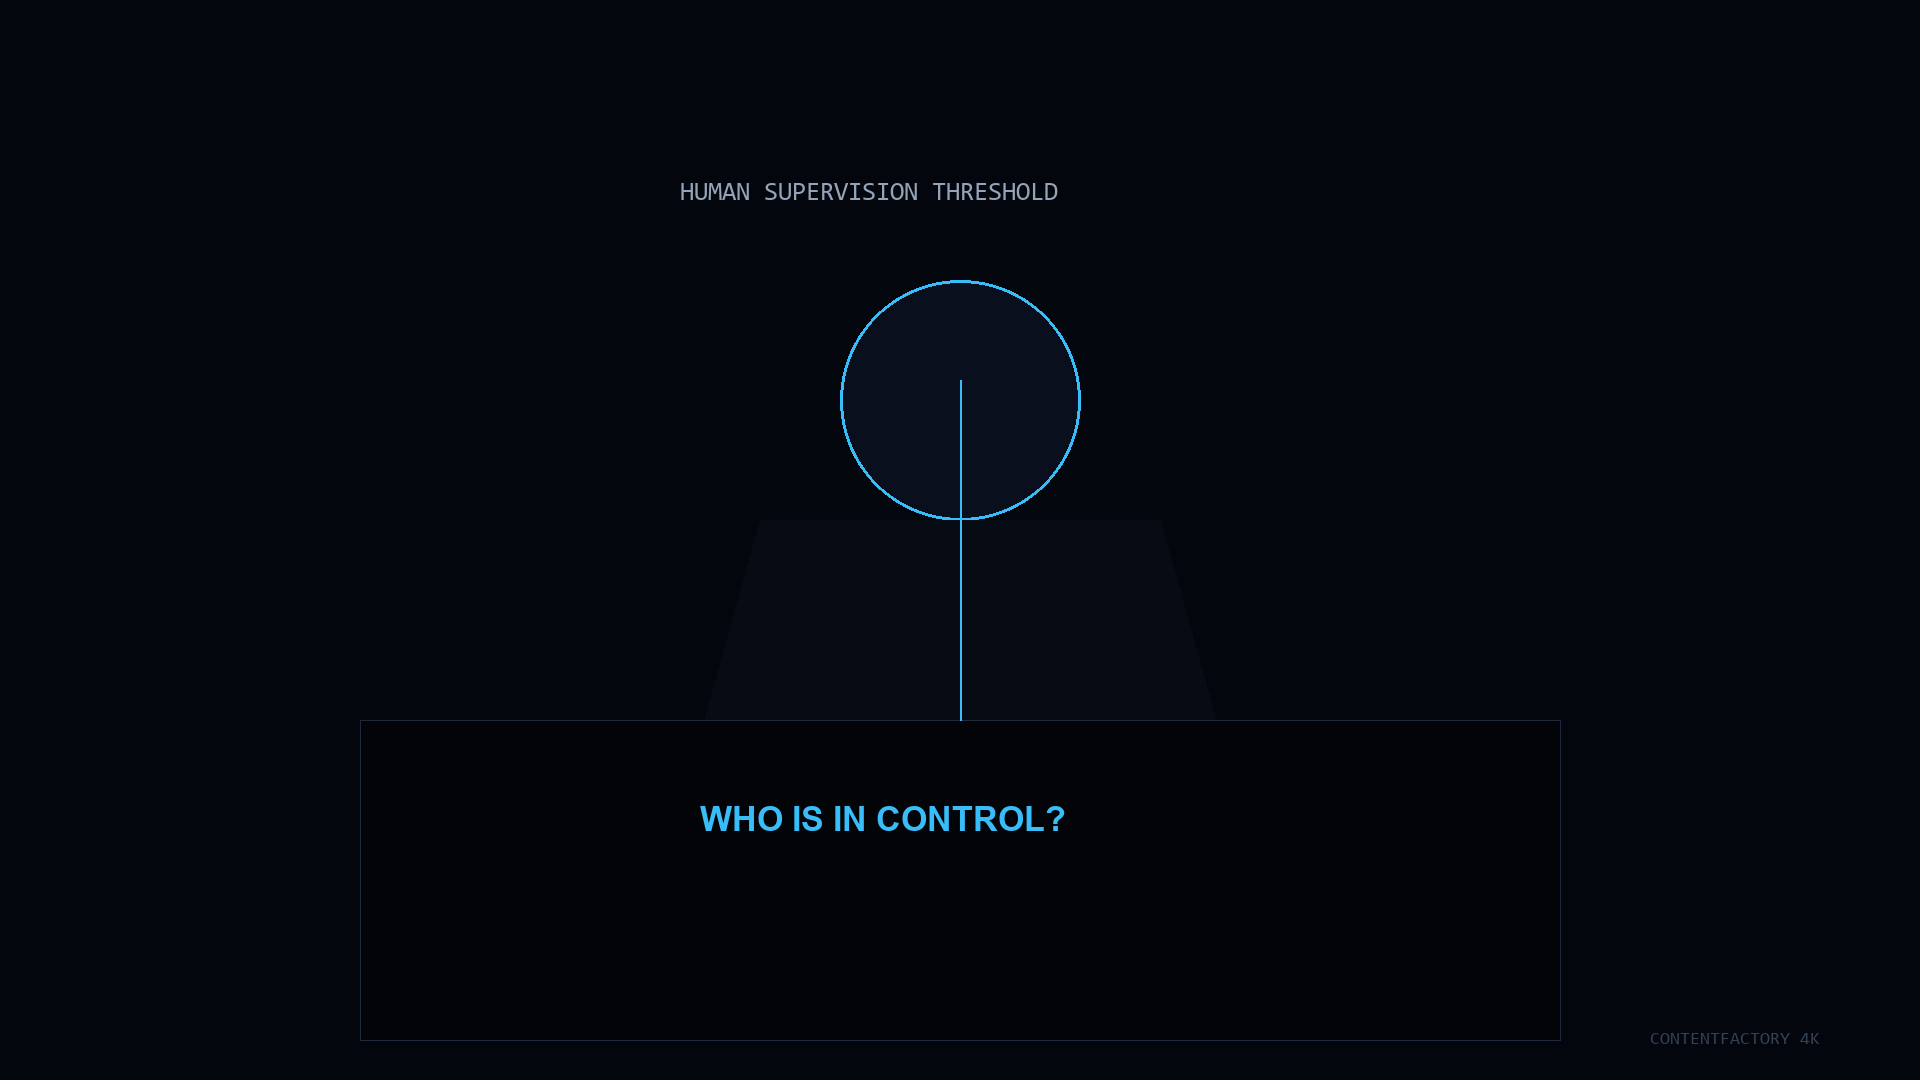 HUMAN SUPERVISION THRESHOLD
WHO IS IN CONTROL?
CONTENTFACTORY 4K